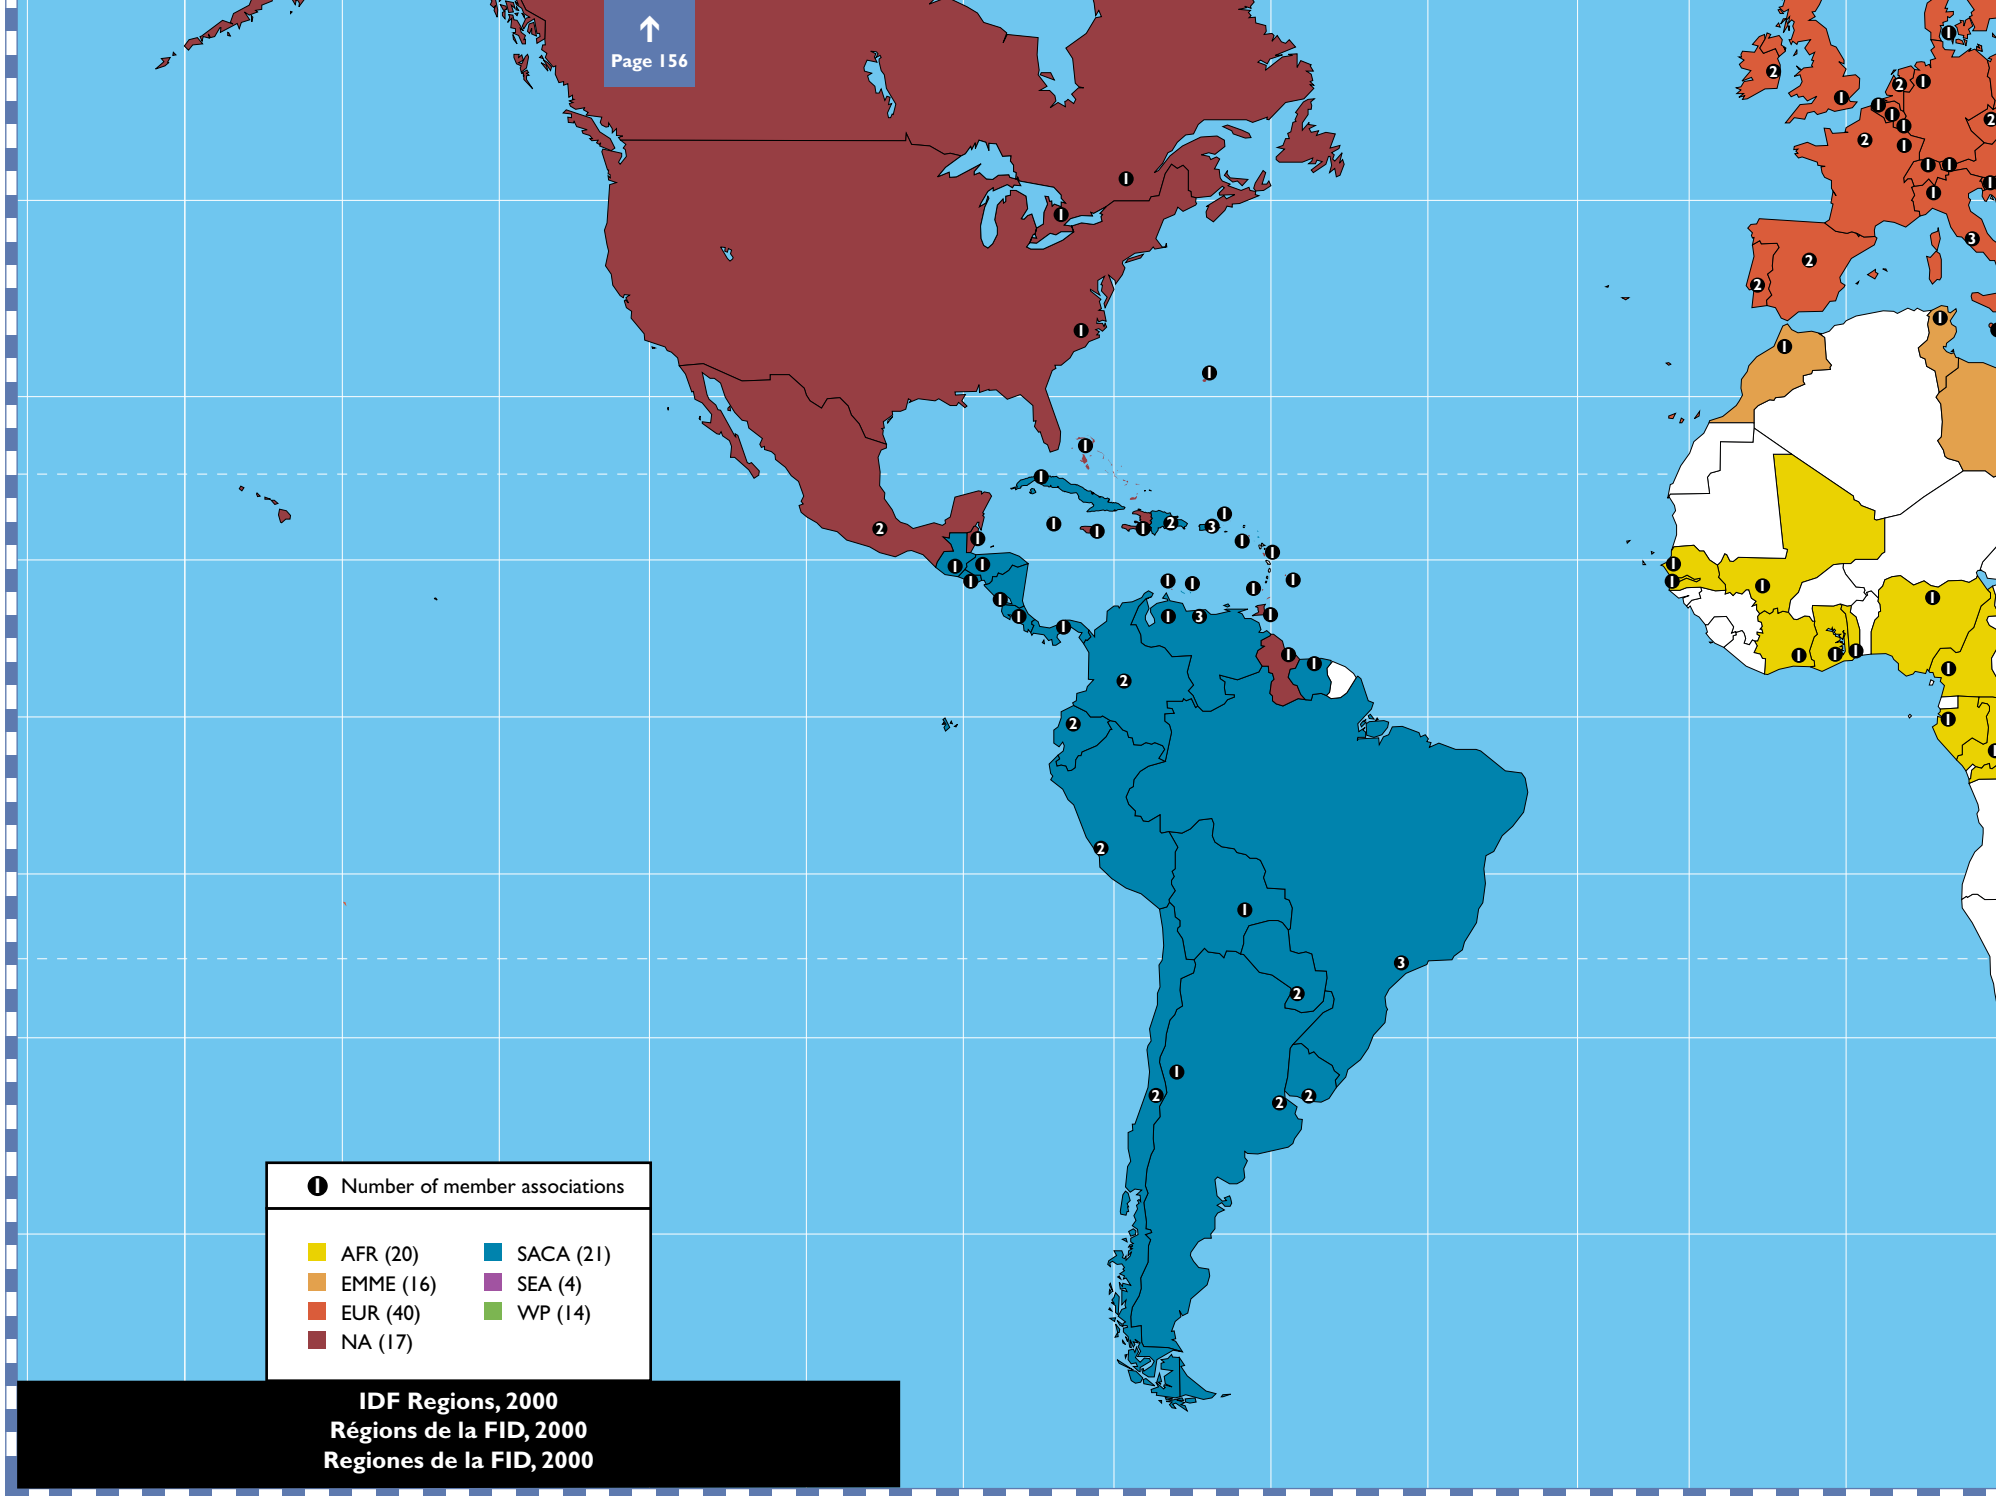 ↑
Page 156
1 Number of member associations
AFR (20)
EMME (16)
EUR (40)
NA (17)
SACA (21)
SEA (4)
WP (14)
IDF Regions, 2000
Régions de la FID, 2000
Regiones de la FID, 2000